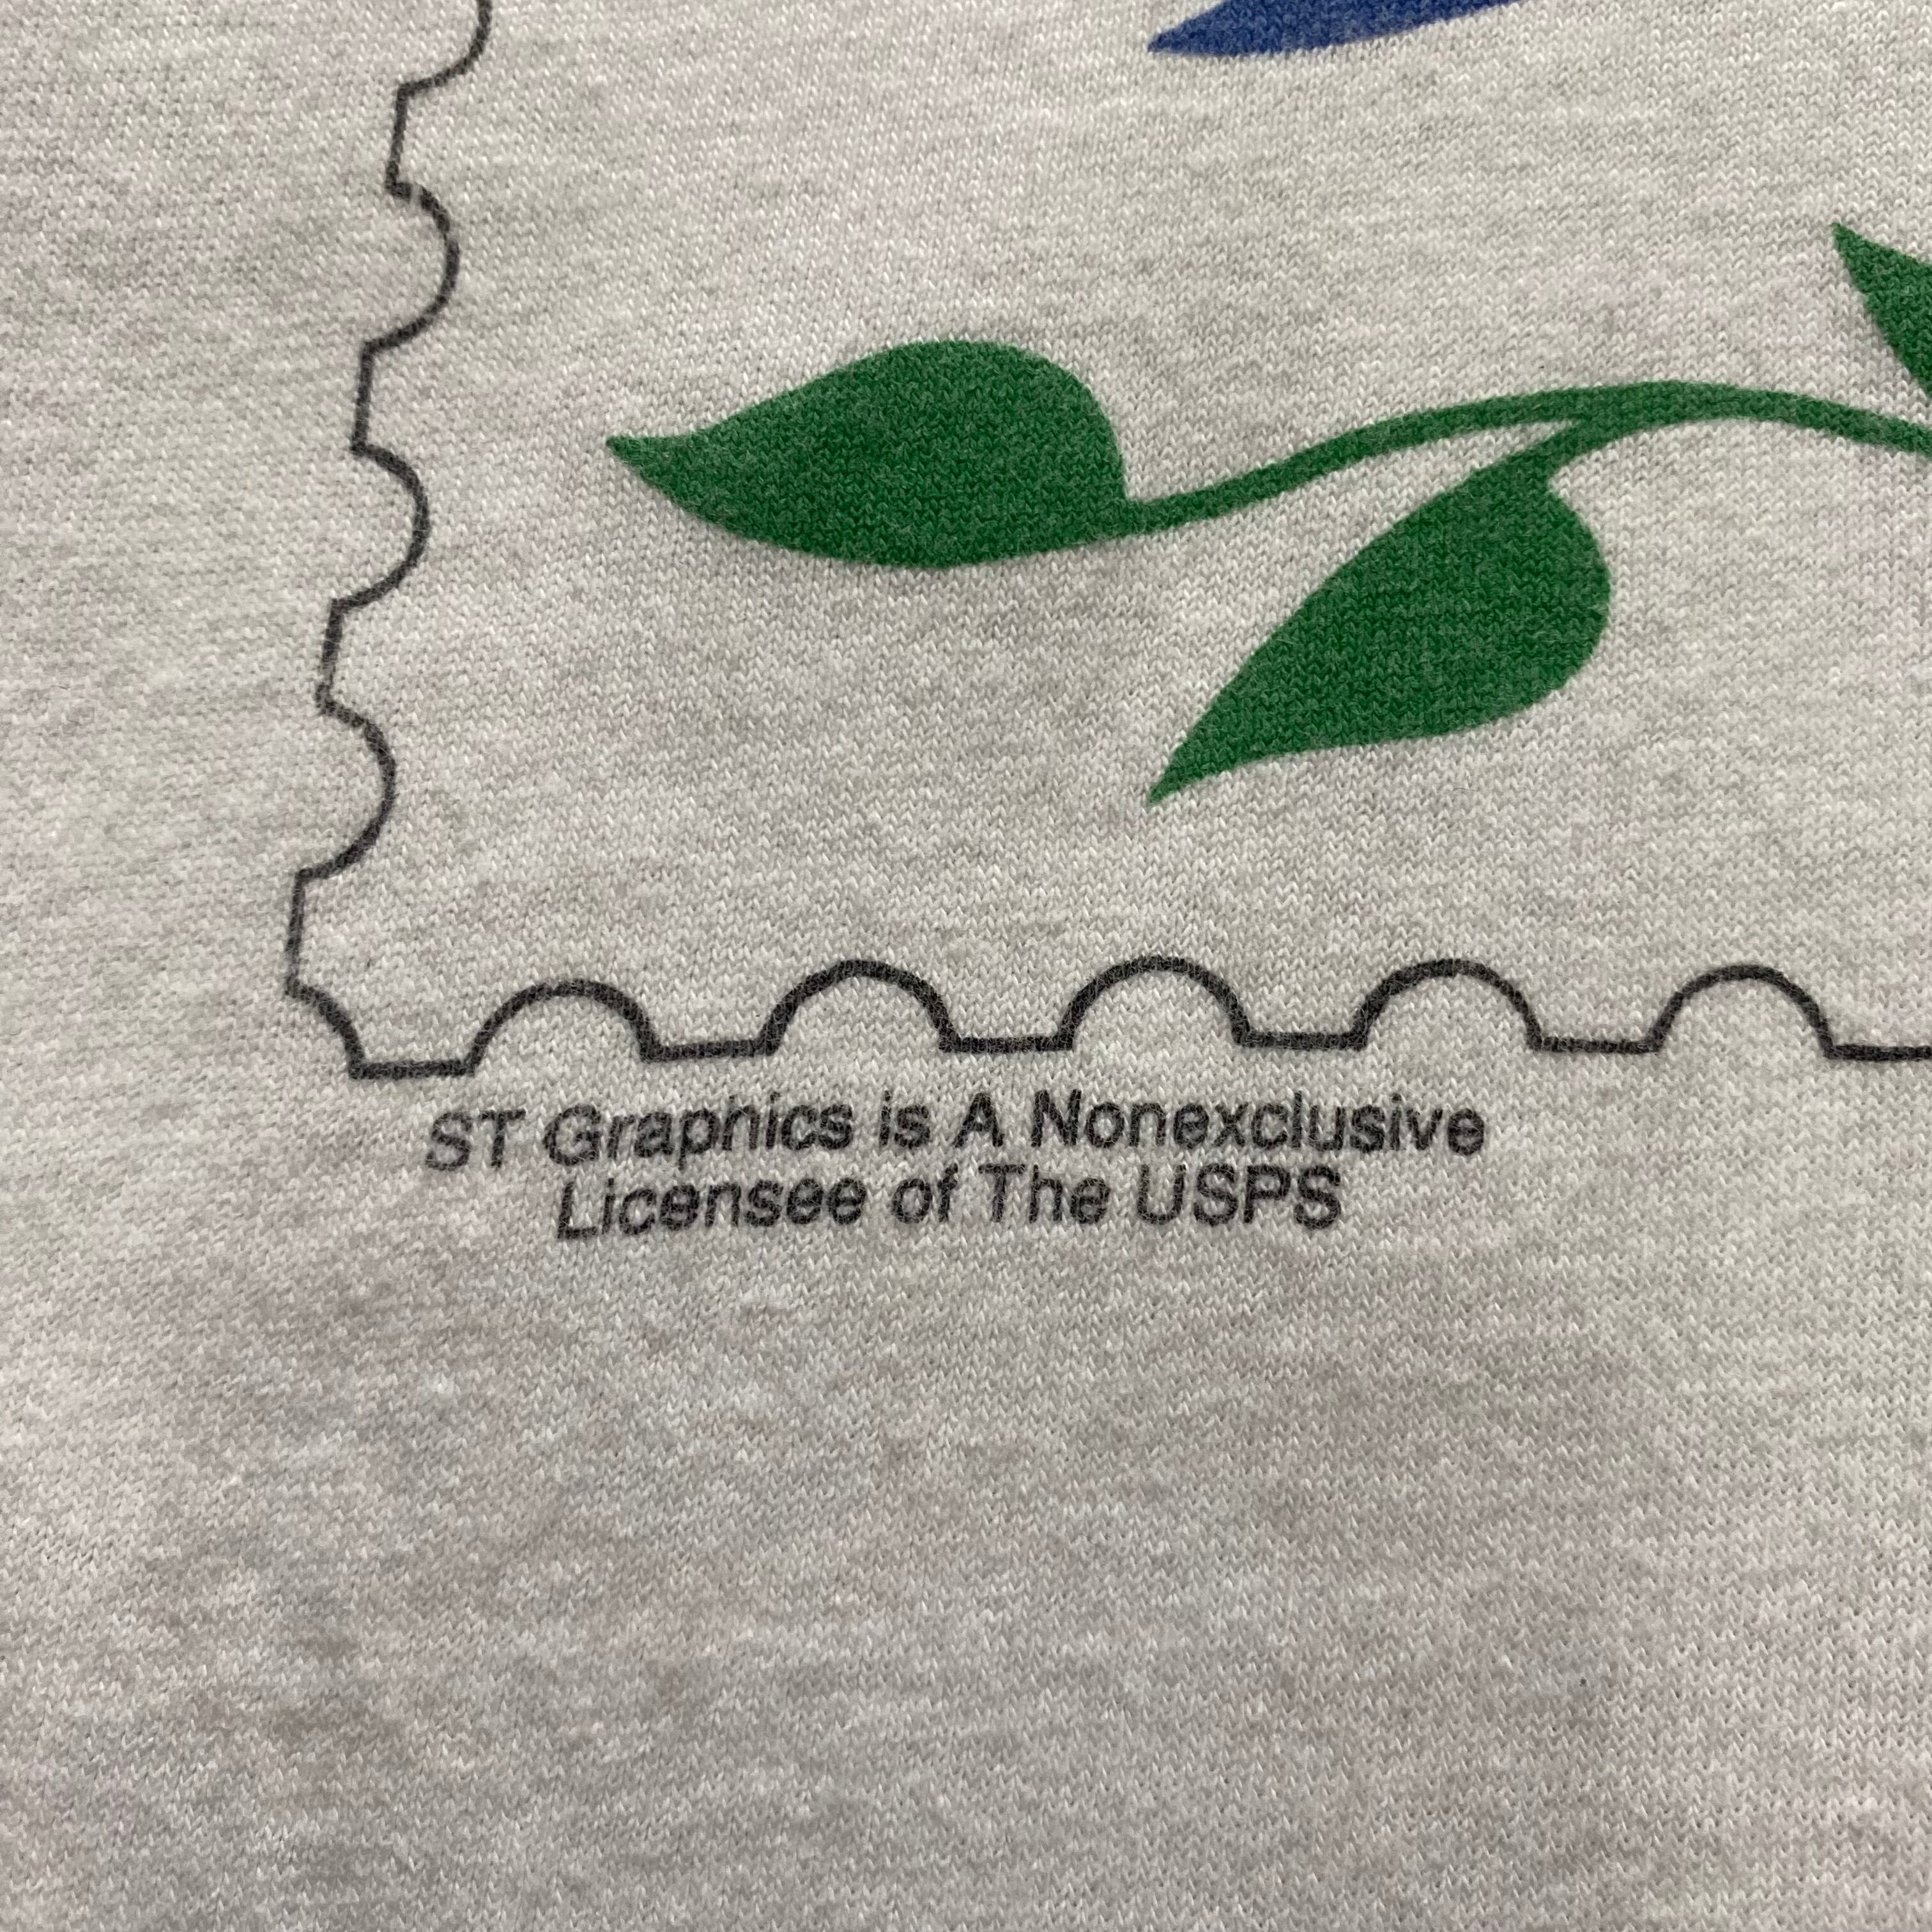 ST Graphics is A Nonexclusive
Licensee of The USPS